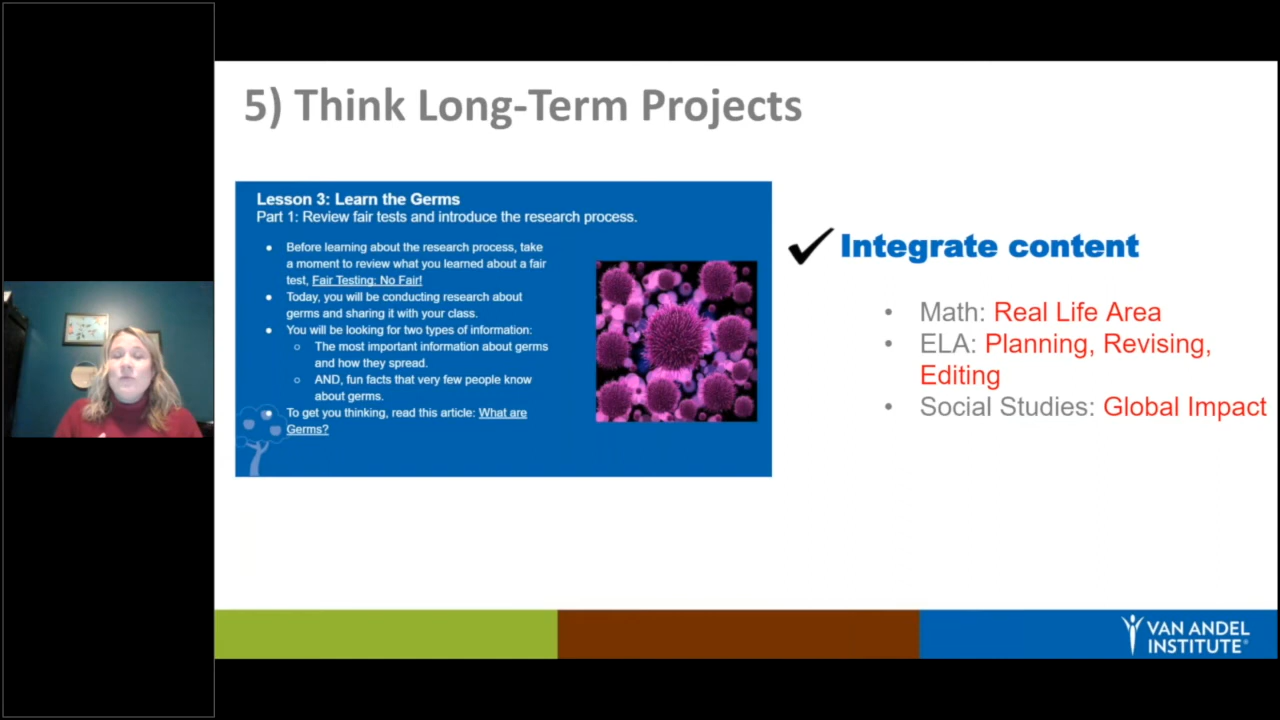 5) Think Long-Term Projects
Lesson 3: Learn the Germs
Part 1: Review fair tests and introduce the research process.
● Before learning about the research process, take
a moment to review what you learned about a fair
test, Fair Testing: No Fair!
● Today, you will be conducting research about
germs and sharing it with your class.
● You will be looking for two types of information:
○ The most important information about germs
and how they spread.
○ AND, fun facts that very few people know
about germs.
● To get you thinking, read this article: What are
Germs?
✓ Integrate content
• Math: Real Life Area
• ELA: Planning, Revising,
Editing
• Social Studies: Global Impact
VAN ANDEL
INSTITUTE®